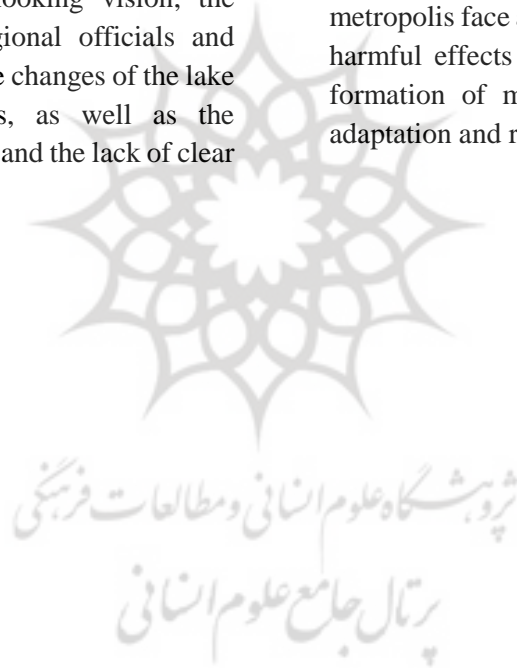 looking vision, the
gional officials and
e changes of the lake
s, as well as the
and the lack of clear
metropolis face
harmful effects
formation of m
adaptation and r
پژوهشگاه علوم انسانی و مطالعات فرهنگی
پرتال جامع علوم انسانی